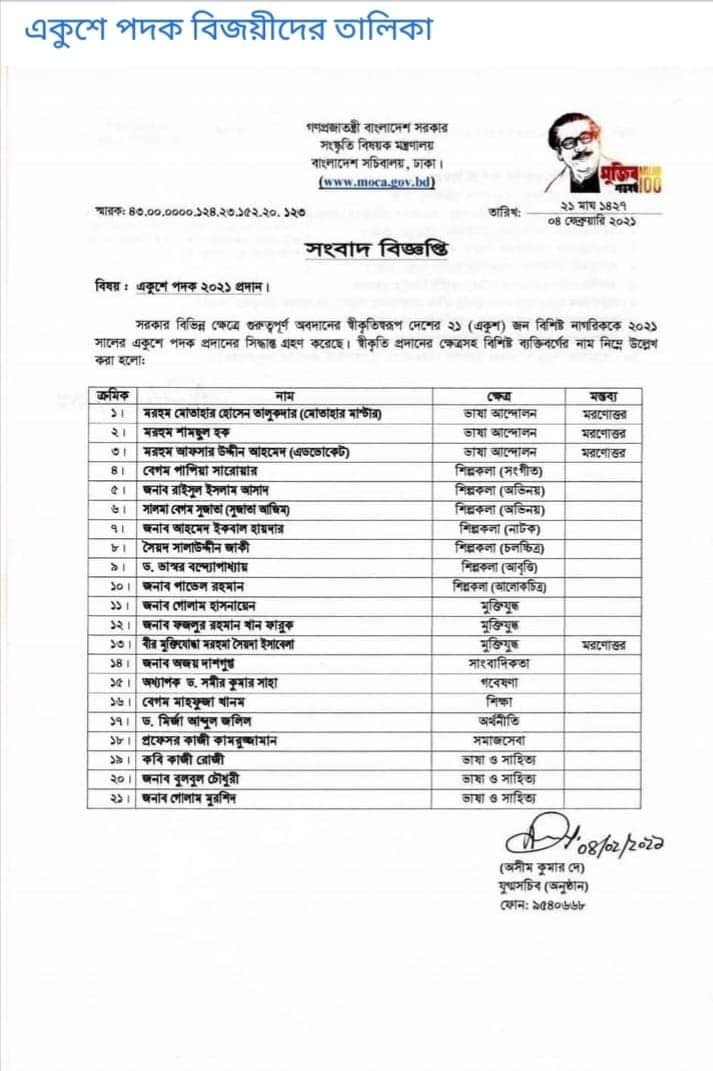 একুশে পদক বিজয়ীদের তালিকা
গণপ্রজাতন্ত্রী বাংলাদেশ সরকার
সংস্কৃতি বিষয়ক মন্ত্রণালয়
বাংলাদেশ সচিবালয়, ঢাকা।
(www.moca.gov.bd)
মুজিব
শতবর্ষ 100
স্মারক: ৪৩.০০.০০০০.১২৪.২৩.১৫২.২০. ১২৩
তারিখ: ২১ মাঘ ১৪২৭
০৪ ফেব্রুয়ারি ২০২১
সংবাদ বিজ্ঞপ্তি
বিষয় : একুশে পদক ২০২১ প্রদান।
সরকার বিভিন্ন ক্ষেত্রে গুরুত্বপূর্ণ অবদানের স্বীকৃতিস্বরূপ দেশের ২১ (একুশ) জন বিশিষ্ট নাগরিককে ২০২১
সালের একুশে পদক প্রদানের সিদ্ধান্ত গ্রহণ করেছে। স্বীকৃতি প্রদানের ক্ষেত্রসহ বিশিষ্ট ব্যক্তিবর্গের নাম নিম্নে উল্লেখ
করা হলো:
ক্রমিক নাম ক্ষেত্র মন্তব্য
১। মরহুম মোতাহার হোসেন তালুকদার (মোতাহার মাস্টার) ভাষা আন্দোলন মরণোত্তর
২। মরহুম শামছুল হক ভাষা আন্দোলন মরণোত্তর
৩। মরহুম আফসার উদ্দীন আহমেদ (এডভোকেট) ভাষা আন্দোলন মরণোত্তর
৪। বেগম পাপিয়া সারোয়ার শিল্পকলা (সংগীত)
৫। জনাব রাইসুল ইসলাম আসাদ শিল্পকলা (অভিনয়)
৬। সালমা বেগম সুজাতা (সুজাতা আজিম) শিল্পকলা (অভিনয়)
৭। জনাব আহমেদ ইকবাল হায়দার শিল্পকলা (নাটক)
৮। সৈয়দ সালাউদ্দীন জাকী শিল্পকলা (চলচ্চিত্র)
৯। ড. ভাস্বর বন্দ্যোপাধ্যায় শিল্পকলা (আবৃত্তি)
১০। জনাব পাভেল রহমান শিল্পকলা (আলোকচিত্র)
১১। জনাব গোলাম হাসনায়েন মুক্তিযুদ্ধ
১২। জনাব ফজলুর রহমান খান ফারুক মুক্তিযুদ্ধ
১৩। বীর মুক্তিযোদ্ধা মরহুমা সৈয়দা ইসাবেলা মুক্তিযুদ্ধ মরণোত্তর
১৪। জনাব অজয় দাশগুপ্ত সাংবাদিকতা
১৫। অধ্যাপক ড. সমীর কুমার সাহা গবেষণা
১৬। বেগম মাহফুজা খানম শিক্ষা
১৭। ড. মির্জা আব্দুল জলিল অর্থনীতি
১৮। প্রফেসর কাজী কামরুজ্জামান সমাজসেবা
১৯। কবি কাজী রোজী ভাষা ও সাহিত্য
২০। জনাব বুলবুল চৌধুরী ভাষা ও সাহিত্য
২১। জনাব গোলাম মুরশিদ ভাষা ও সাহিত্য
০৪/০২/২০২১
(অসীম কুমার দে)
যুগ্মসচিব (অনুষ্ঠান)
ফোন: ৯৫৪০৬৬৮